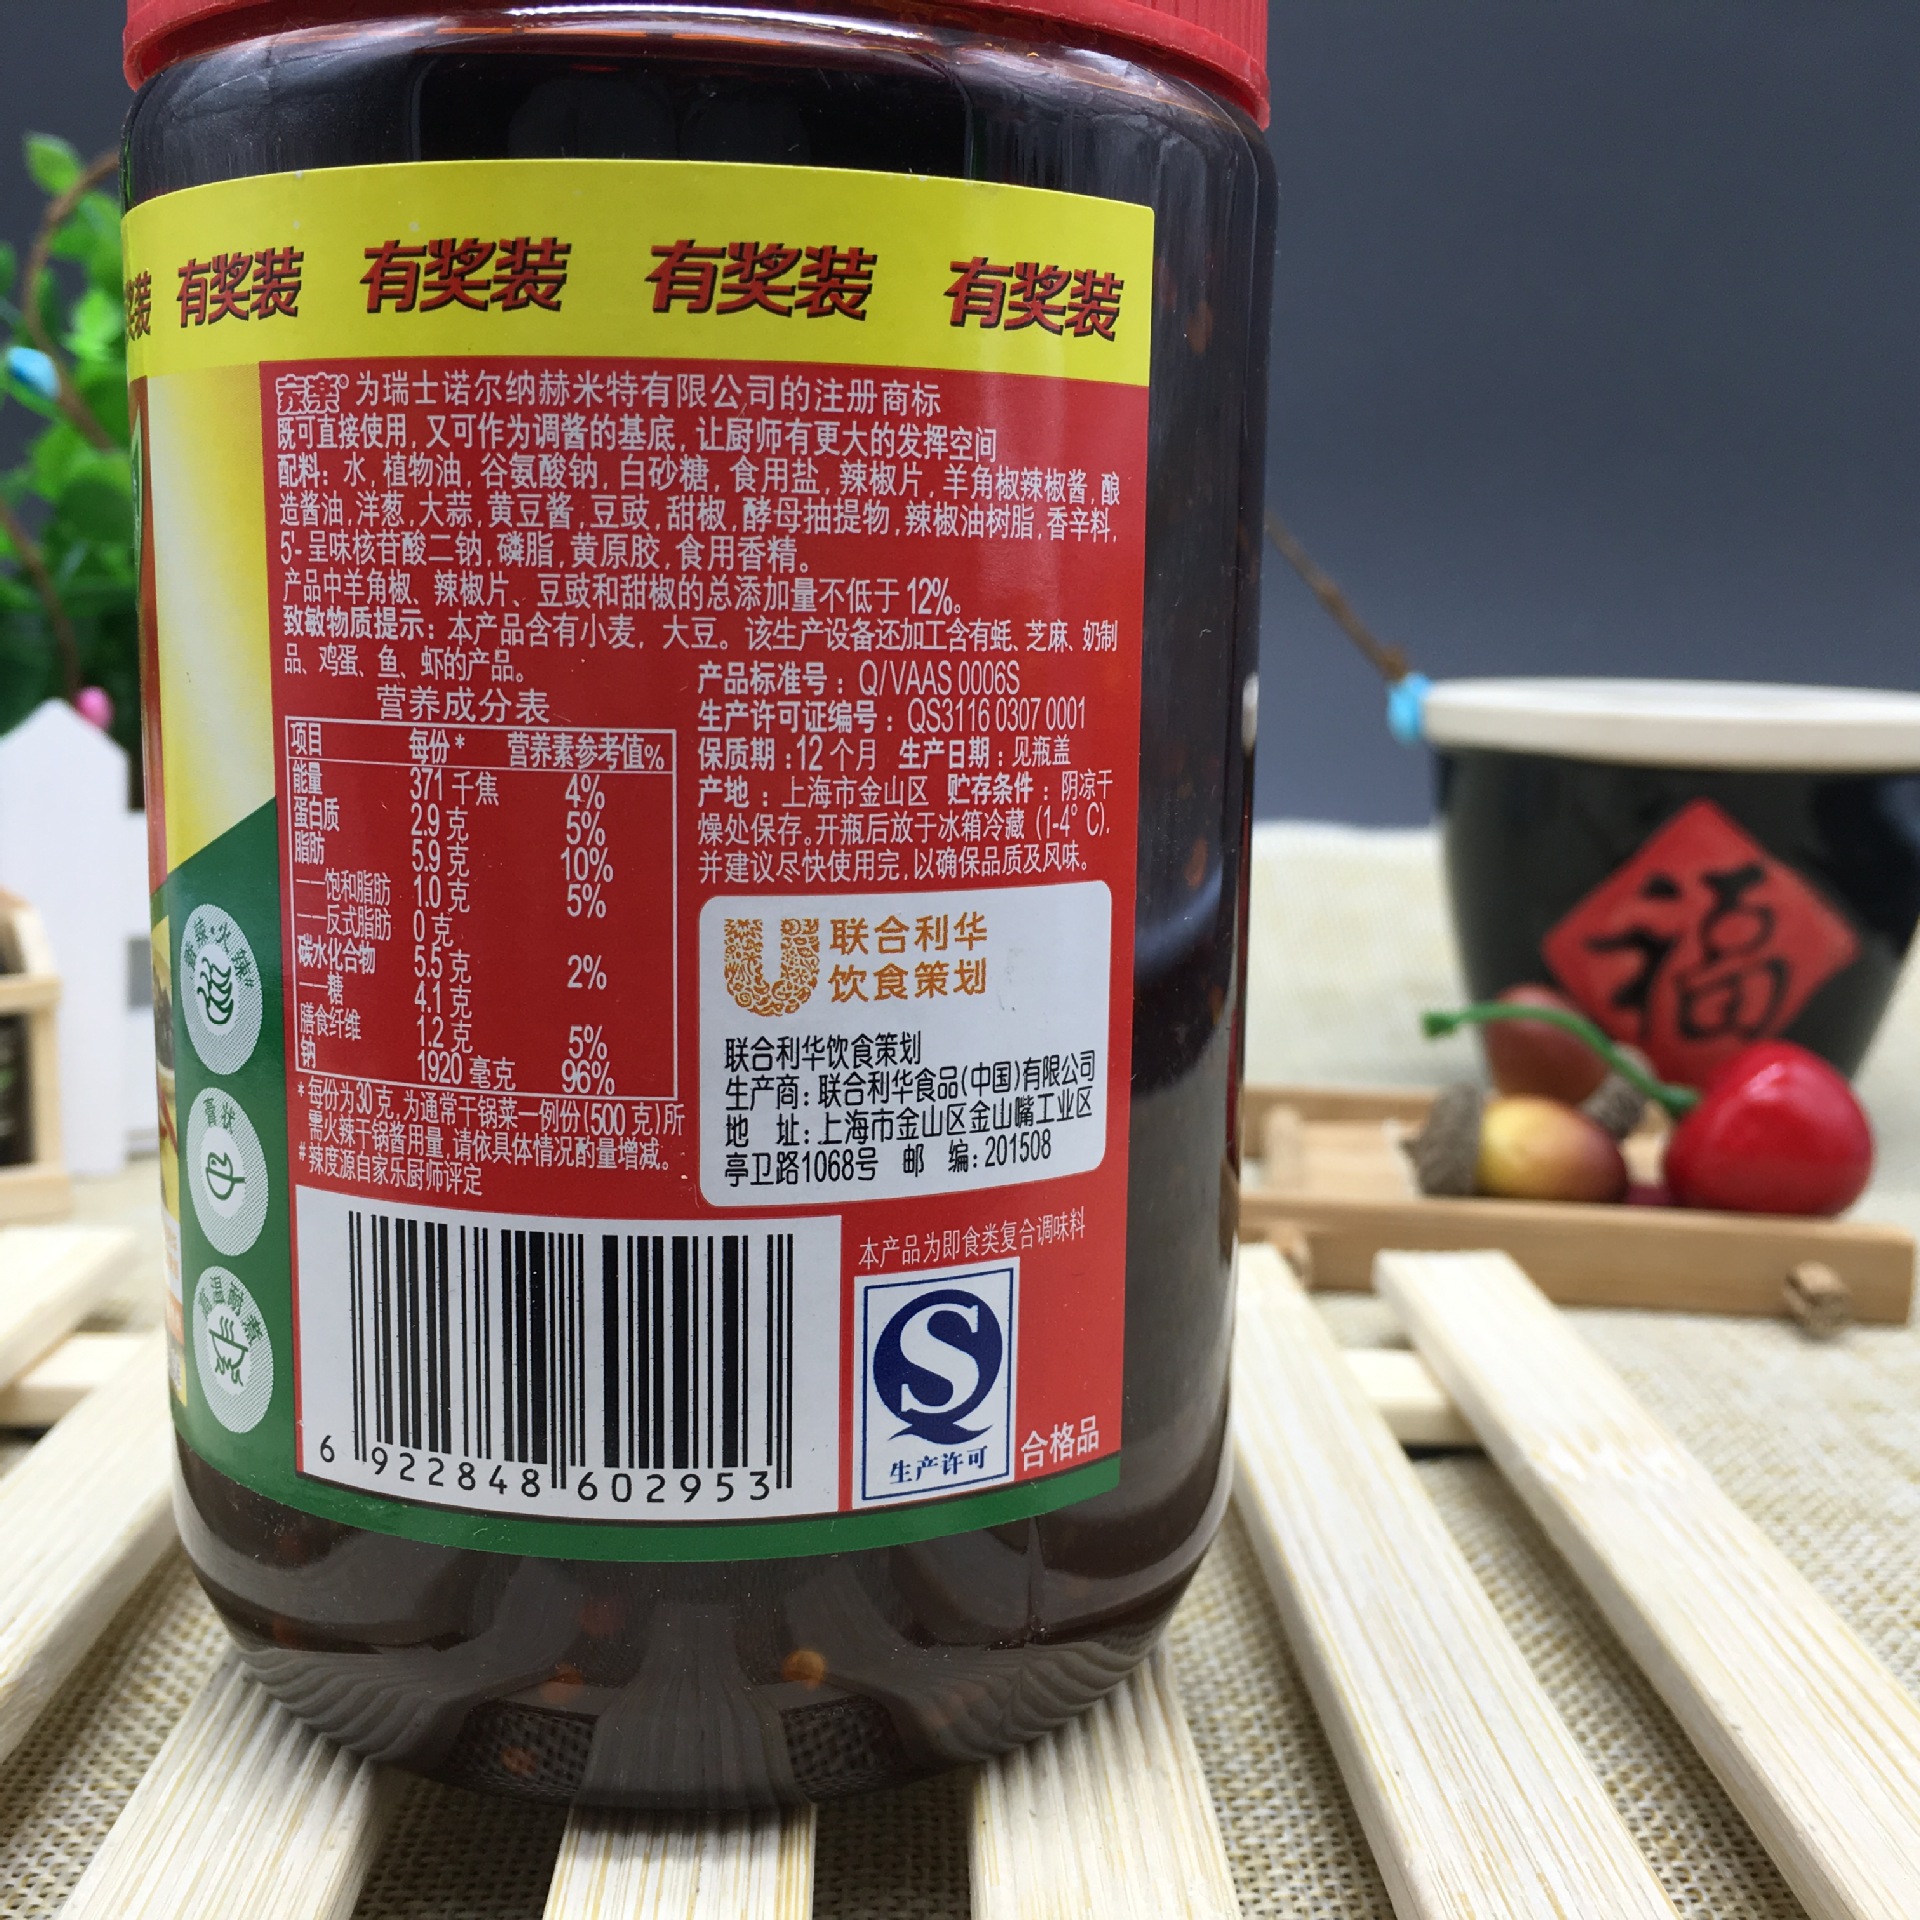 有奖装 有奖装 有奖装 有奖装
家樂®为瑞士诺尔纳赫米特有限公司的注册商标
既可直接使用,又可作为调酱的基底,让厨师有更大的发挥空间
配料：水,植物油,谷氨酸钠,白砂糖,食用盐,辣椒片,羊角椒辣椒酱,酿
造酱油,洋葱,大蒜,黄豆酱,豆豉,甜椒,酵母抽提物,辣椒油树脂,香辛料,
5'-呈味核苷酸二钠,磷脂,黄原胶,食用香精。
产品中羊角椒、辣椒片、豆豉和甜椒的总添加量不低于12%。
致敏物质提示：本产品含有小麦，大豆。该生产设备还加工含有蚝、芝麻、奶制
品、鸡蛋、鱼、虾的产品。
营养成分表
项目 每份* 营养素参考值%
能量 371千焦 4%
蛋白质 2.9克 5%
脂肪 5.9克 10%
——饱和脂肪 1.0克 5%
——反式脂肪 0克
碳水化合物 5.5克 2%
——糖 4.1克
膳食纤维 1.2克 5%
钠 1920毫克 96%
*每份为30克,为通常干锅菜一例份(500克)所
需火辣干锅酱用量,请依具体情况酌量增减。
#辣度源自家乐厨师评定
产品标准号：Q/VAAS 0006S
生产许可证编号：QS3116 0307 0001
保质期:12个月 生产日期：见瓶盖
产地：上海市金山区 贮存条件：阴凉干
燥处保存。开瓶后放于冰箱冷藏(1-4°C).
并建议尽快使用完,以确保品质及风味。
联合利华
饮食策划
联合利华饮食策划
生产商:联合利华食品(中国)有限公司
地 址:上海市金山区金山嘴工业区
亭卫路1068号 邮 编:201508
本产品为即食类复合调味料
生产许可
合格品
6 922848 602953
膏状
福